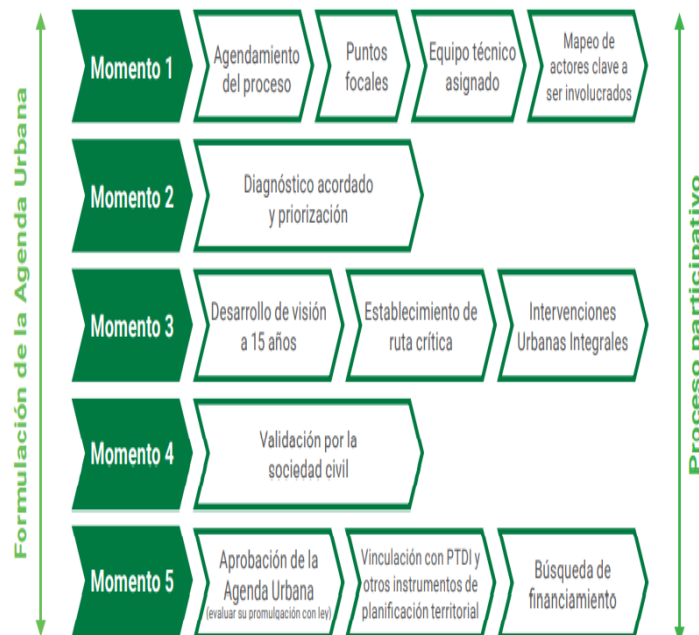 Formulación de la Agenda Urbana
Momento 1
Agendamiento
del proceso
Puntos
focales
Equipo técnico
asignado
Mapeo de
actores clave a
ser involucrados
Momento 2
Diagnóstico acordado
y priorización
Momento 3
Desarrollo de visión
a 15 años
Establecimiento de
ruta crítica
Intervenciones
Urbanas Integrales
Momento 4
Validación por la
sociedad civil
Momento 5
Aprobación de la
Agenda Urbana
(evaluar su promulgación con ley)
Vinculación con PTDI y
otros instrumentos de
planificación territorial
Búsqueda de
financiamiento
Proceso participativo